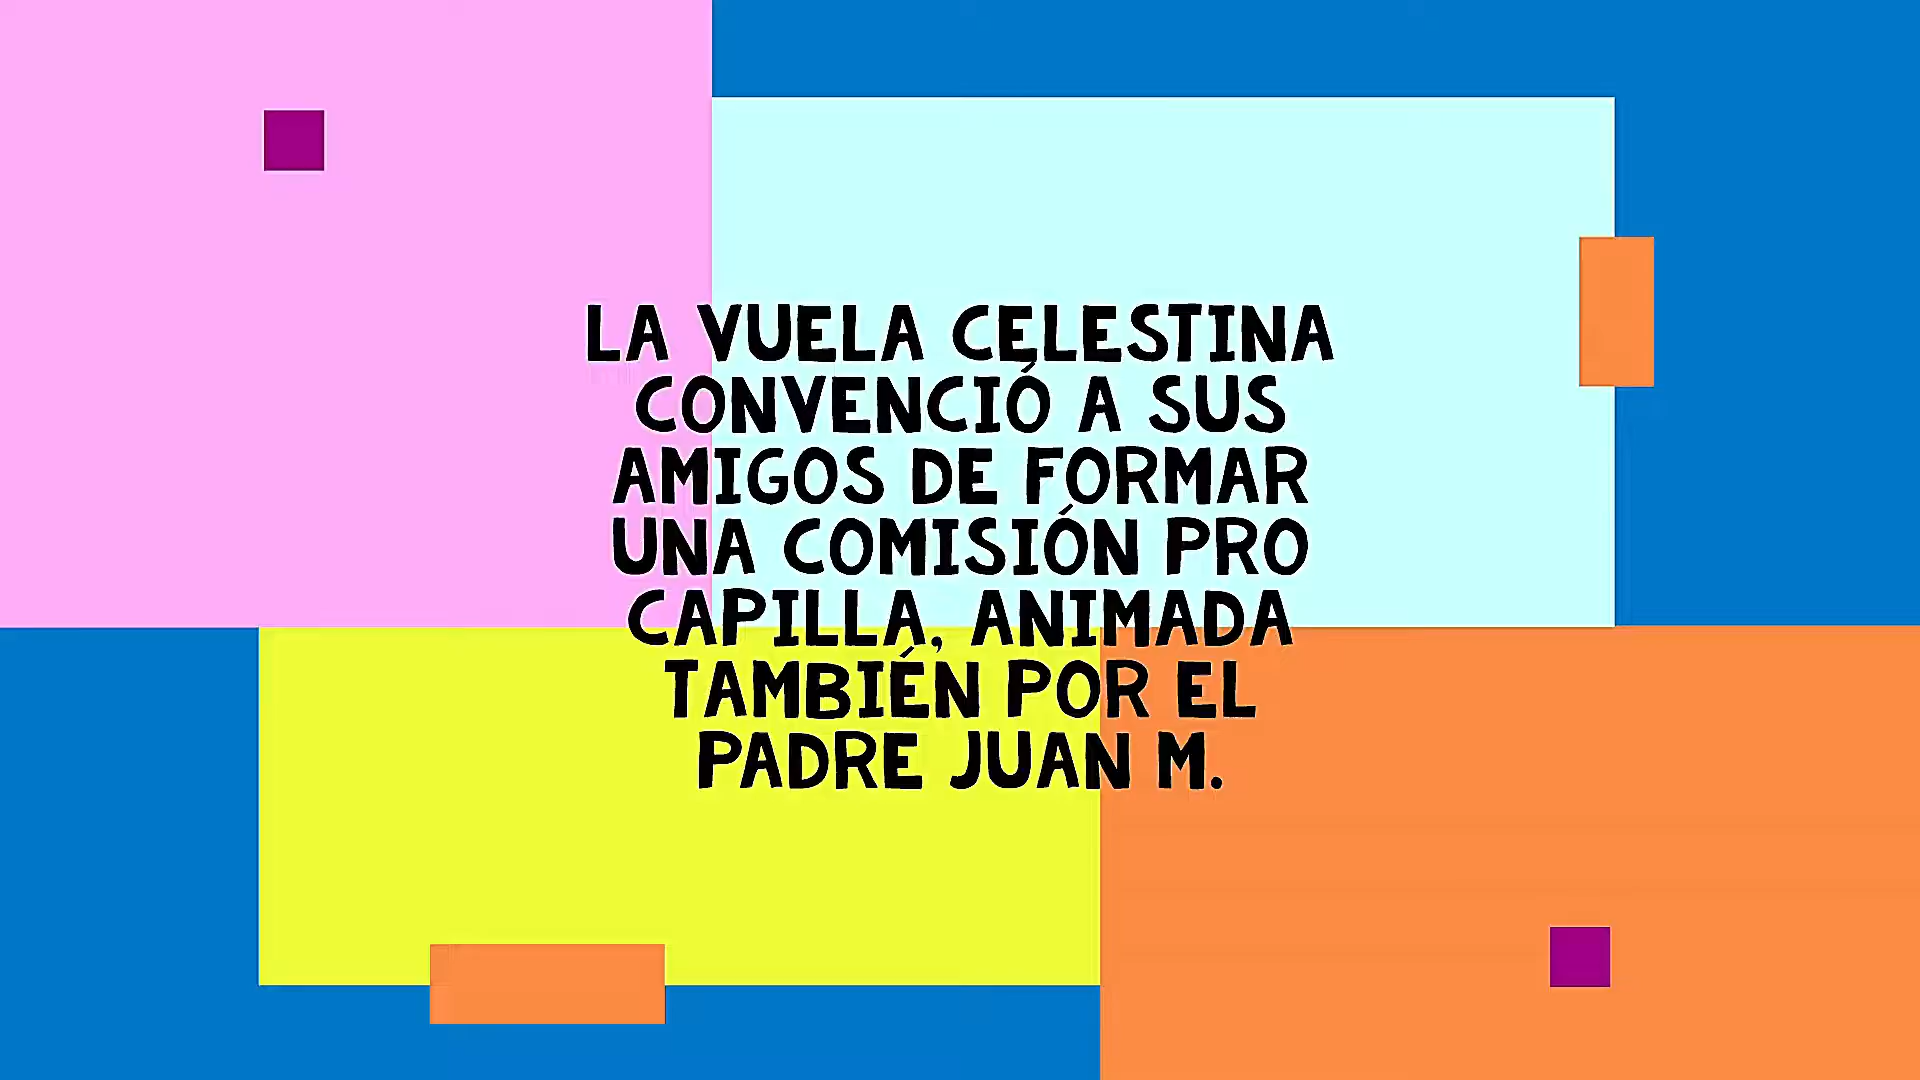 LA VUELA CELESTINA
CONVENCIÓ A SUS
AMIGOS DE FORMAR
UNA COMISIÓN PRO
CAPILLA, ANIMADA
TAMBIÉN POR EL
PADRE JUAN M.